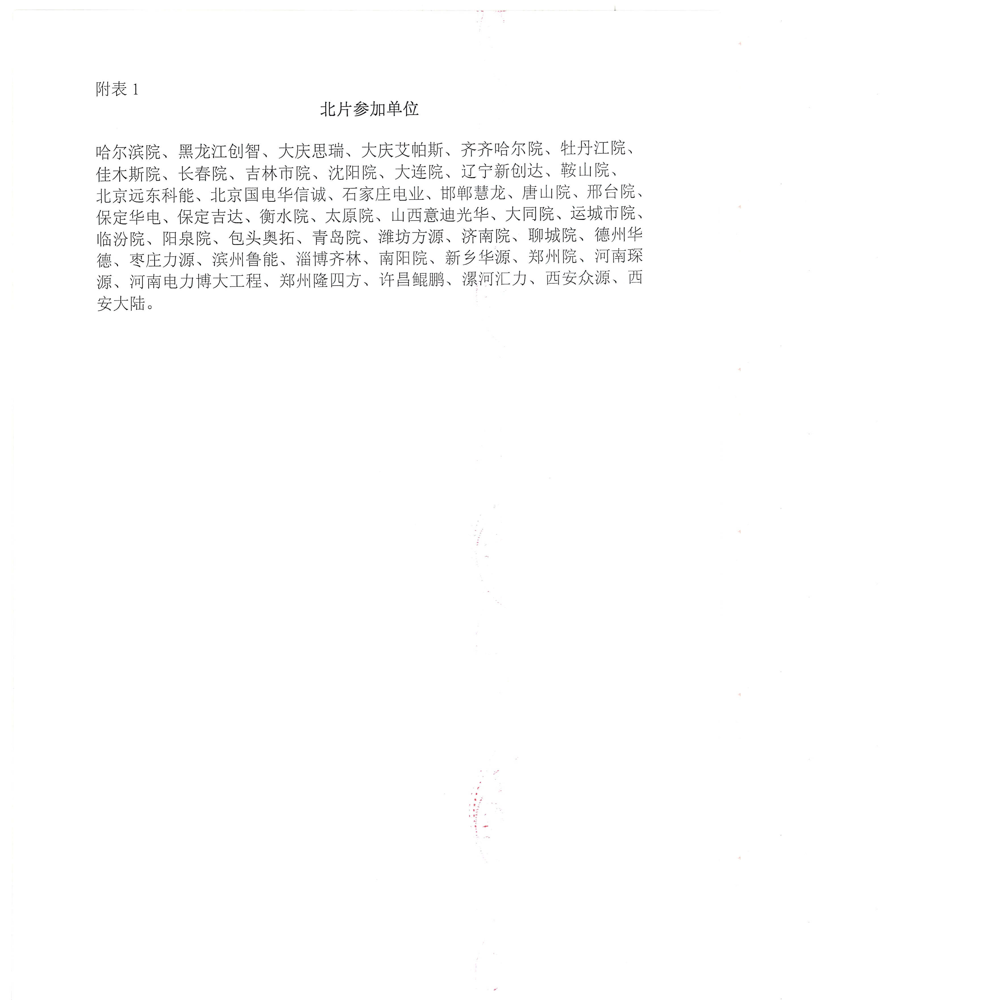 附表 1
北片参加单位
哈尔滨院、黑龙江创智、大庆思瑞、大庆艾帕斯、齐齐哈尔院、牡丹江院、
佳木斯院、长春院、吉林市院、沈阳院、大连院、辽宁新创达、鞍山院、
北京远东科能、北京国电华信诚、石家庄电业、邯郸慧龙、唐山院、邢台院、
保定华电、保定吉达、衡水院、太原院、山西意迪光华、大同院、运城市院、
临汾院、阳泉院、包头奥拓、青岛院、潍坊方源、济南院、聊城院、德州华
德、枣庄力源、滨州鲁能、淄博齐林、南阳院、新乡华源、郑州院、河南琛
源、河南电力博大工程、郑州隆四方、许昌鲲鹏、漯河汇力、西安众源、西
安大陆。